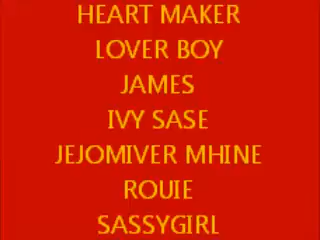 HEART MAKER
LOVER BOY
JAMES
IVY SASE
JEJOMIVER MHINE
ROUIE
SASSYGIRL